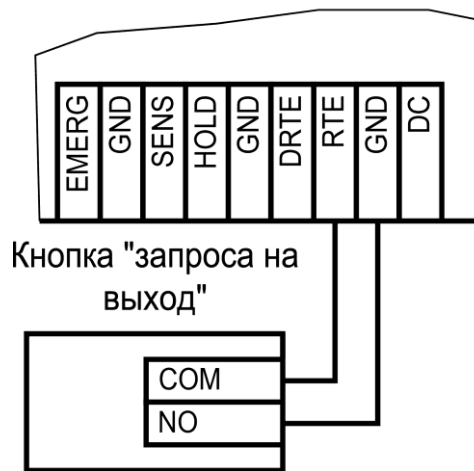 EMERG
GND
SENS
HOLD
GND
DRTE
RTE
GND
DC
Кнопка "запроса на
выход"
COM
NO